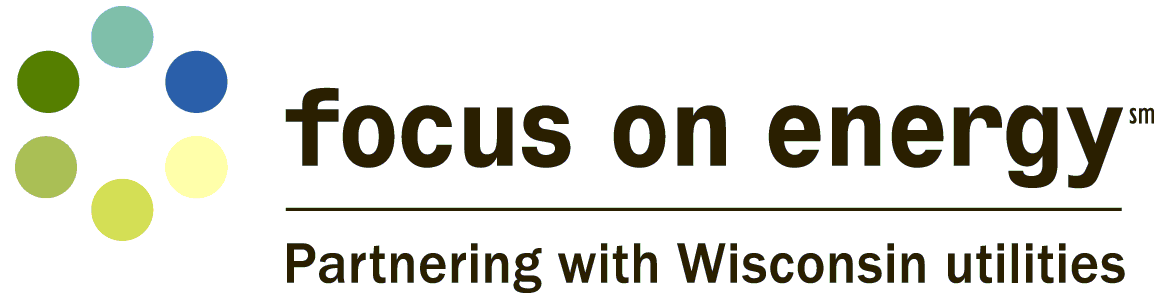 focus on energy℠
Partnering with Wisconsin utilities